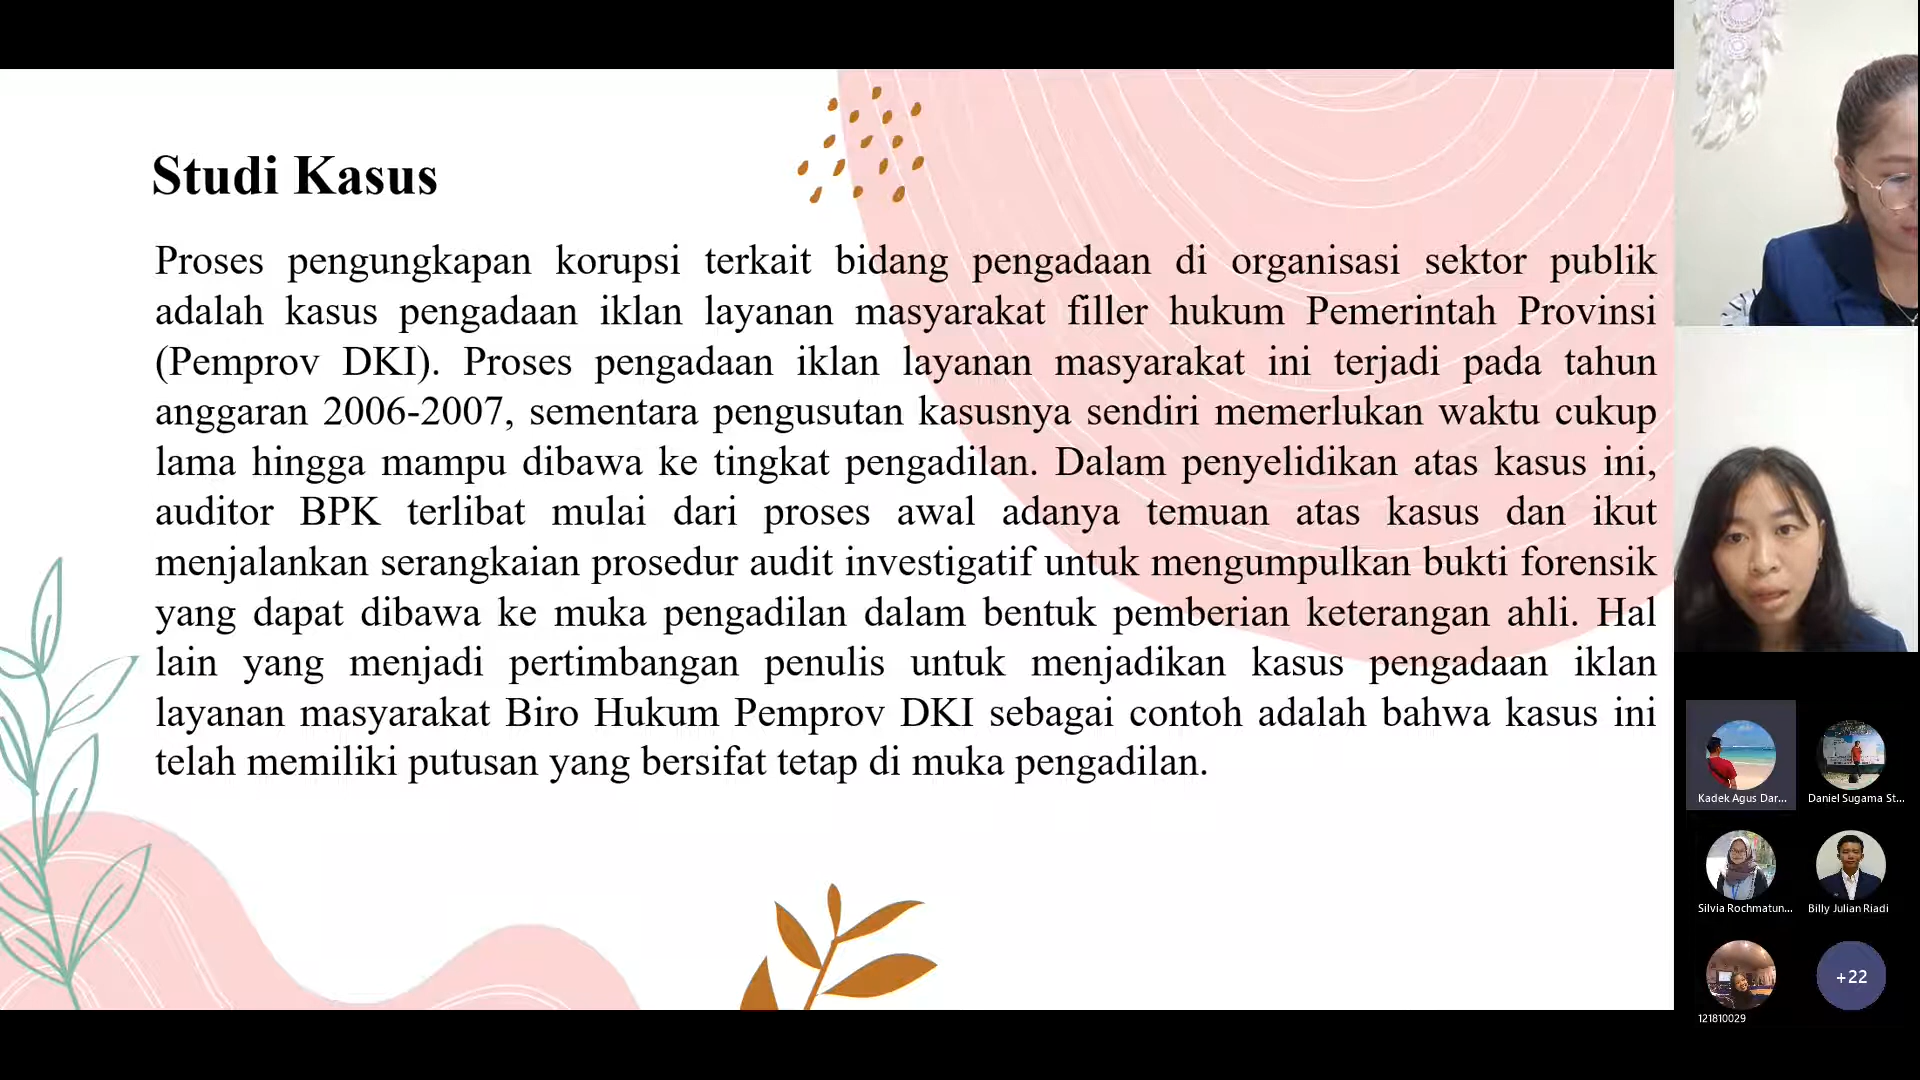 Studi Kasus
Proses pengungkapan korupsi terkait bidang pengadaan di organisasi sektor publik
adalah kasus pengadaan iklan layanan masyarakat filler hukum Pemerintah Provinsi
(Pemprov DKI). Proses pengadaan iklan layanan masyarakat ini terjadi pada tahun
anggaran 2006-2007, sementara pengusutan kasusnya sendiri memerlukan waktu cukup
lama hingga mampu dibawa ke tingkat pengadilan. Dalam penyelidikan atas kasus ini,
auditor BPK terlibat mulai dari proses awal adanya temuan atas kasus dan ikut
menjalankan serangkaian prosedur audit investigatif untuk mengumpulkan bukti forensik
yang dapat dibawa ke muka pengadilan dalam bentuk pemberian keterangan ahli. Hal
lain yang menjadi pertimbangan penulis untuk menjadikan kasus pengadaan iklan
layanan masyarakat Biro Hukum Pemprov DKI sebagai contoh adalah bahwa kasus ini
telah memiliki putusan yang bersifat tetap di muka pengadilan.
Kadek Agus Dar...
Daniel Sugama St...
Silvia Rochmatun...
Billy Julian Riadi
121810029
+22